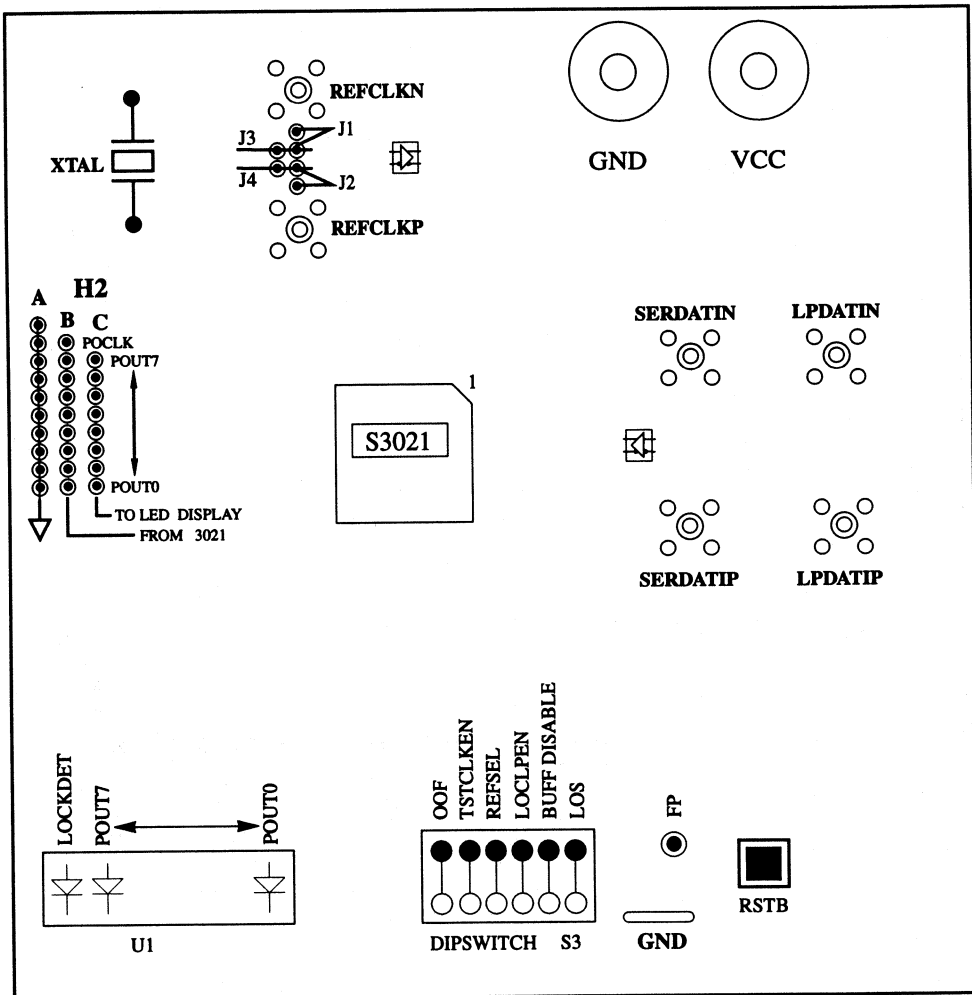 REFCLKN
J1
J3
XTAL
J4
J2
REFCLKP
GND
VCC
H2
A
B
C
POCLK
POUT7
POUT0
TO LED DISPLAY
FROM 3021
1
S3021
SERDATIN
LPDATIN
SERDATIP
LPDATIP
LOCKDET
POUT7
POUT0
U1
OOF
TSTCLKEN
REFSEL
LOCLPEN
BUFF DISABLE
LOS
DIPSWITCH S3
FP
GND
RSTB